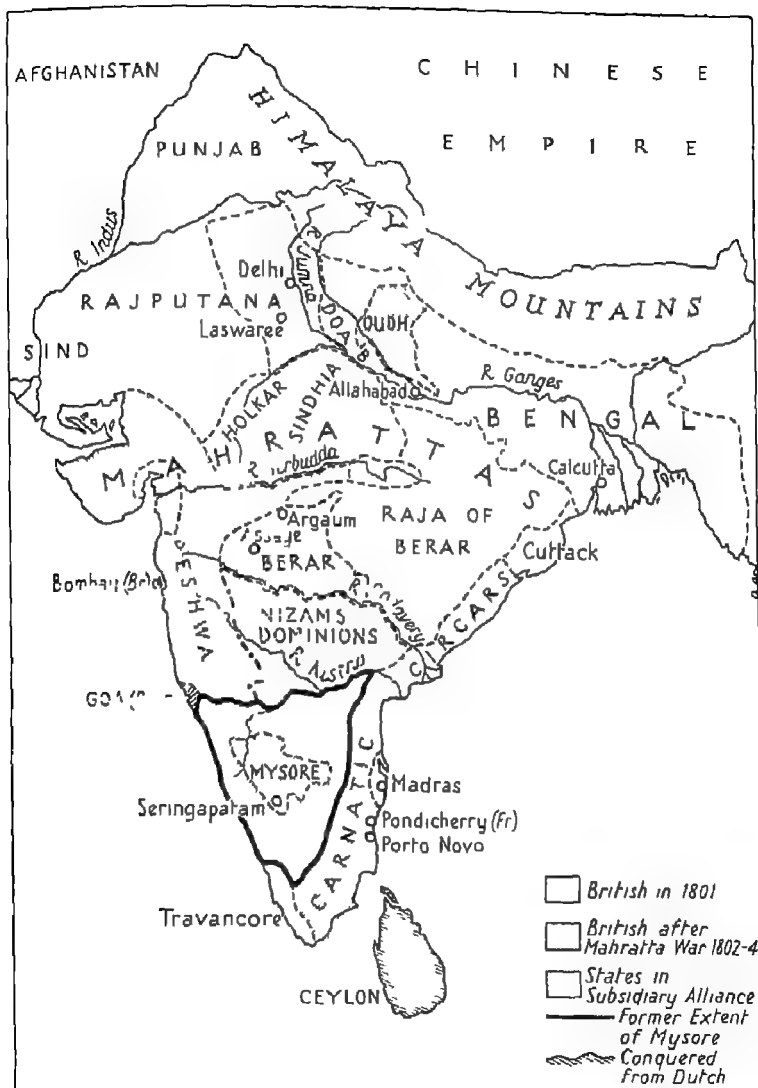 AFGHANISTAN
CHINESE
EMPIRE
HIMALAYA
MOUNTAINS
PUNJAB
R Indus
R Jumna
Delhi
RAJPUTANA
DOAB
OUDH
Laswaree
SIND
HOLKAR
SINDHIA
Allahabad
R Ganges
BENGAL
MAHRATTAS
Calcutta
Argaum
RAJA OF
BERAR
Cuttack
BERAR
PESHWA
NIZAMS
DOMINIONS
CIRCARS
MYSORE
Seringapatam
CARNATIC
Madras
Pondicherry (Fr)
Porto Novo
Travancore
CEYLON
British in 1801
British after
Mahratta War 1802-4
States in
Subsidiary Alliance
Former Extent
of Mysore
Conquered
from Dutch